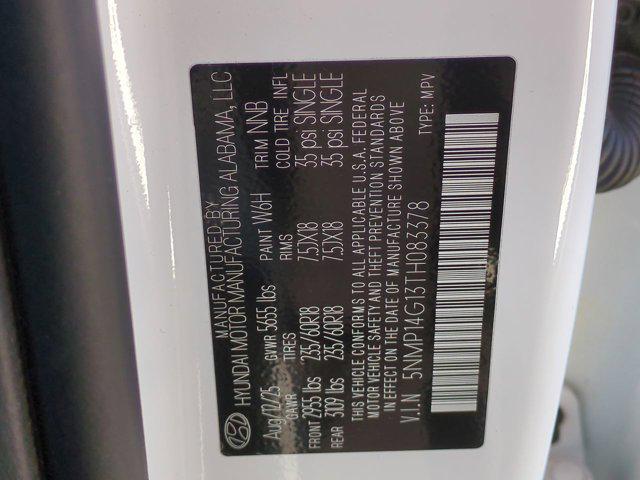 MANUFACTURED BY
HYUNDAI MOTOR MANUFACTURING ALABAMA, LLC
Aug/12/25 GVWR 5655 lbs PAINT W6H TRIM NNB
GAWR TIRES RIMS COLD TIRE INFL
FRONT 2955 lbs 235/60R18 7.5JX18 35 psi SINGLE
REAR 3109 lbs 235/60R18 7.5JX18 35 psi SINGLE
THIS VEHICLE CONFORMS TO ALL APPLICABLE U.S.A. FEDERAL
MOTOR VEHICLE SAFETY AND THEFT PREVENTION STANDARDS
IN EFFECT ON THE DATE OF MANUFACTURE SHOWN ABOVE
V.I.N 5NMP14G13TH083378 TYPE: MPV